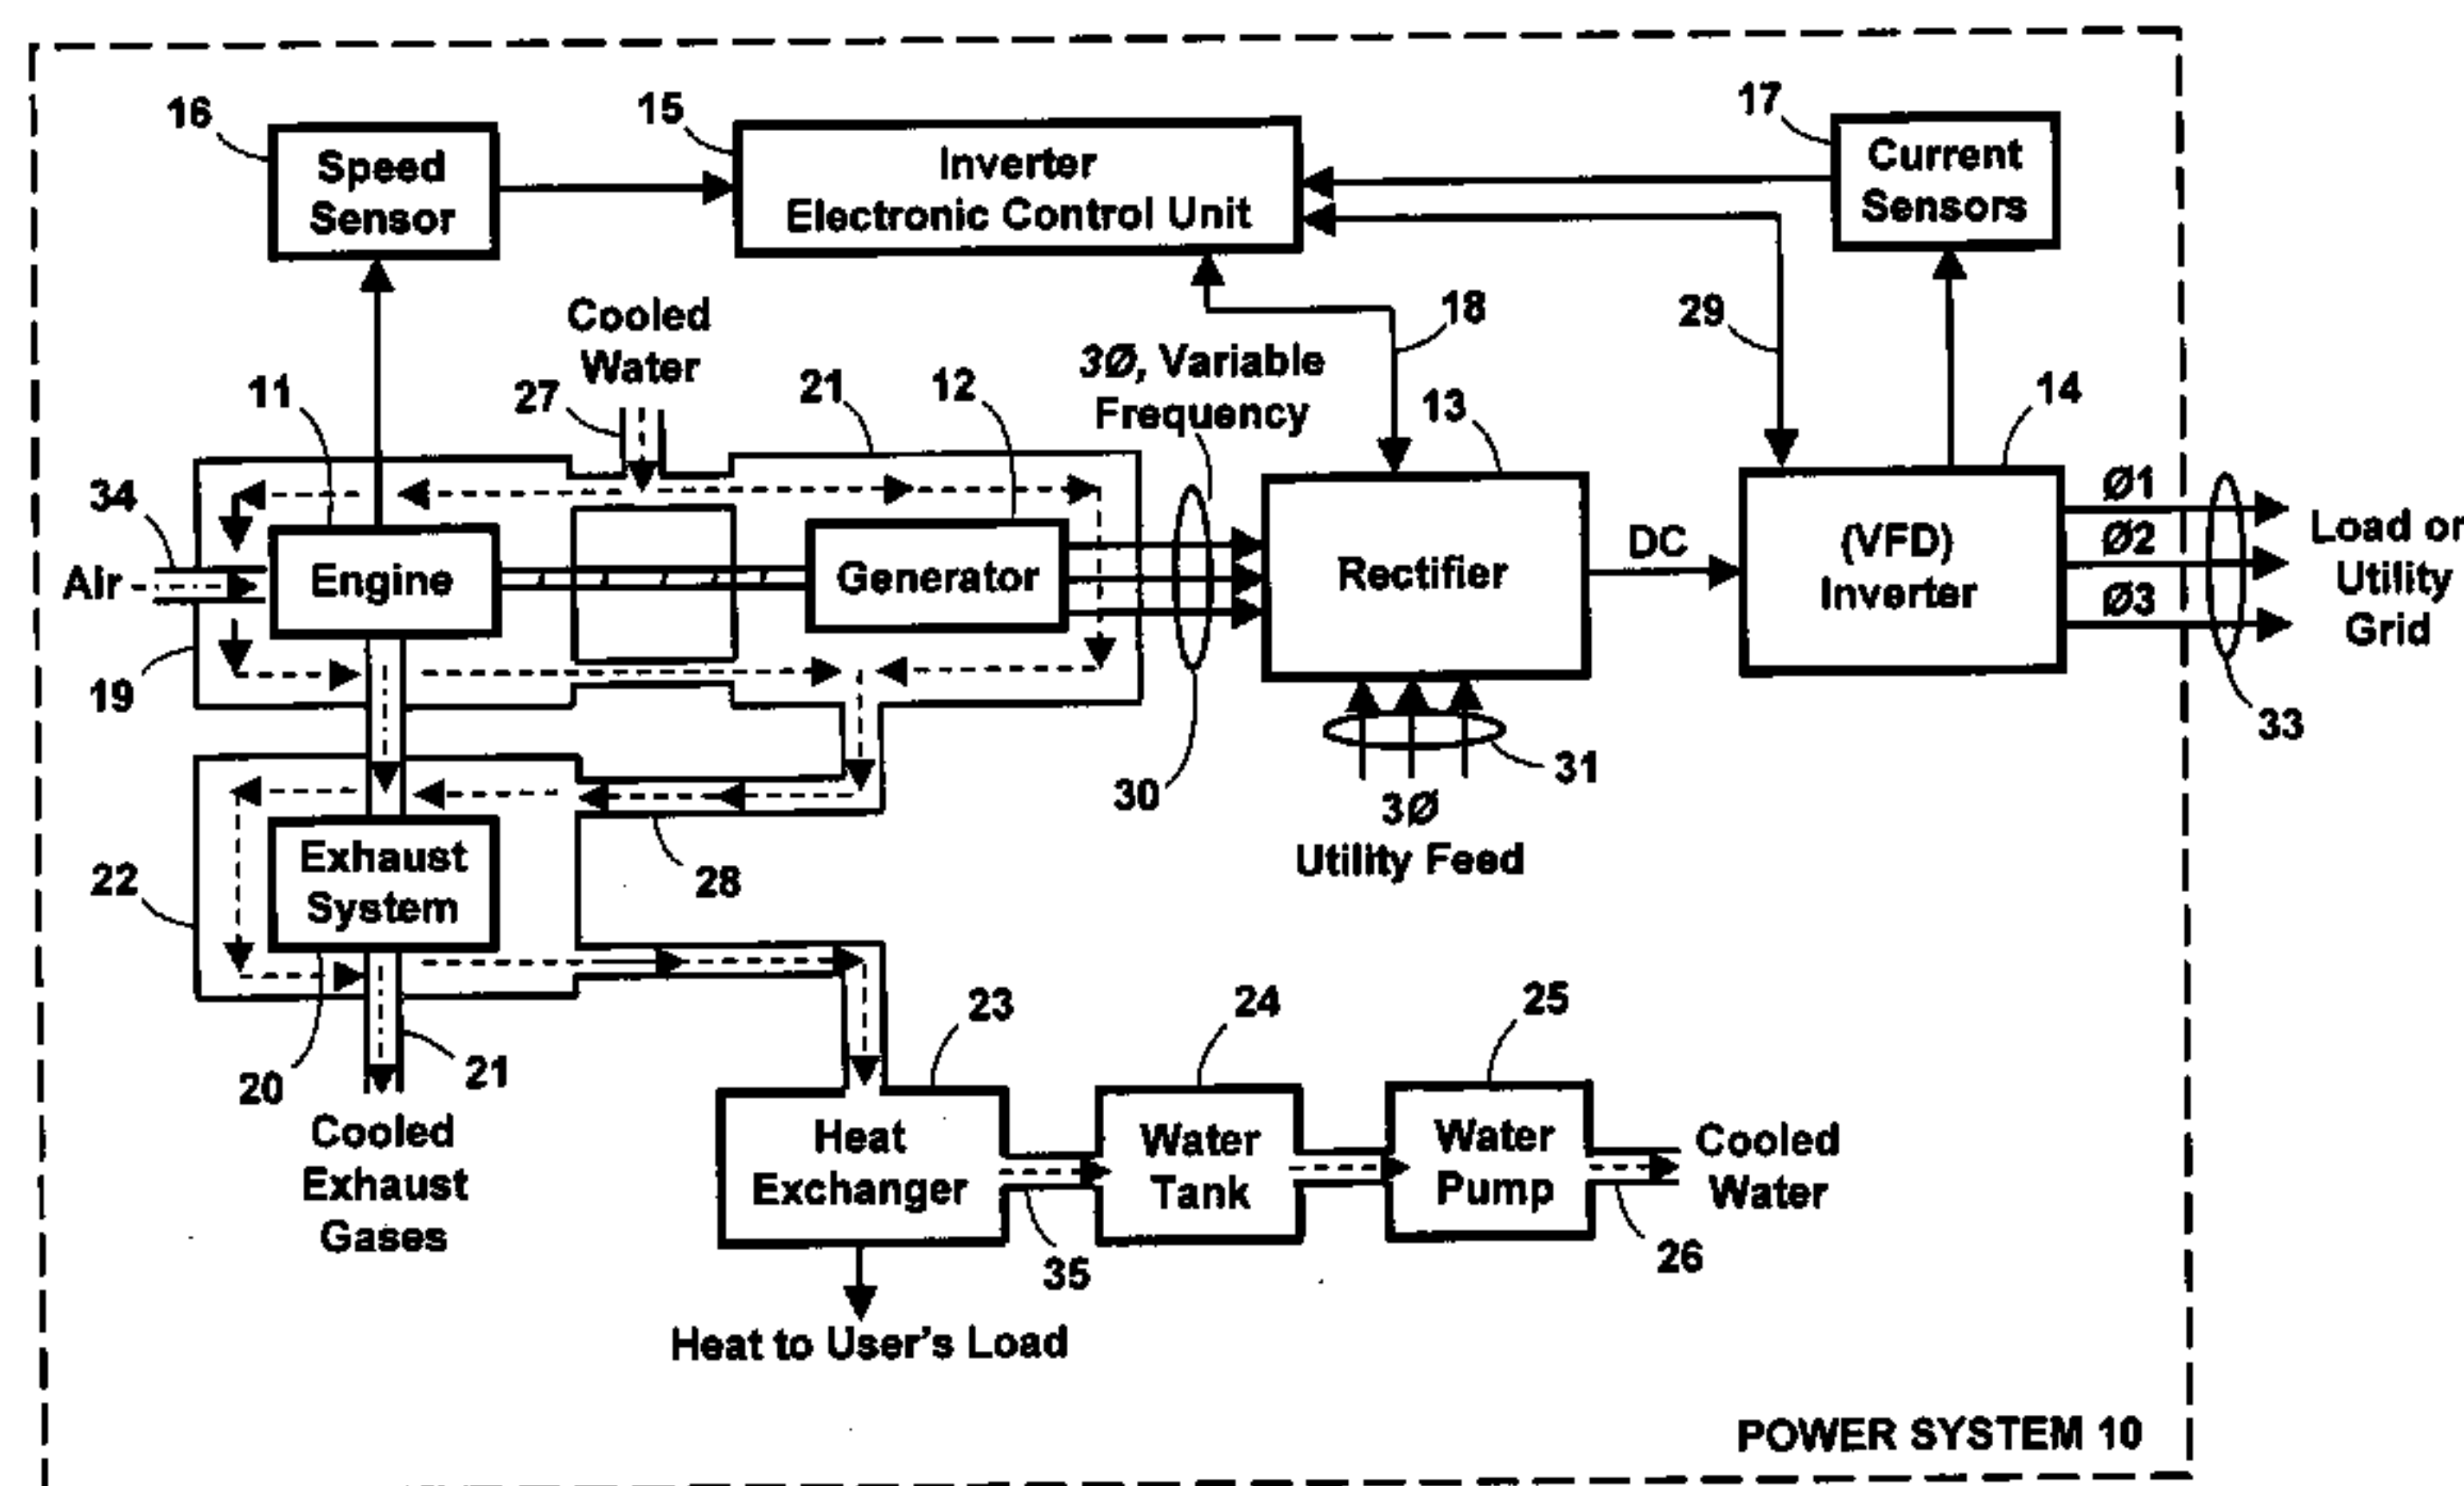 16
Speed
Sensor
15
Inverter
Electronic Control Unit
17
Current
Sensors
Cooled
Water
27
18
29
3Ø, Variable
Frequency
11
21
12
13
14
34
Air
Engine
Generator
Rectifier
DC
(VFD)
Inverter
Ø1
Ø2
Ø3
Load or
Utility
Grid
19
33
30
31
3Ø
Utility Feed
22
Exhaust
System
28
20
21
Cooled
Exhaust
Gases
23
Heat
Exchanger
24
Water
Tank
25
Water
Pump
Cooled
Water
35
26
Heat to User's Load
POWER SYSTEM 10